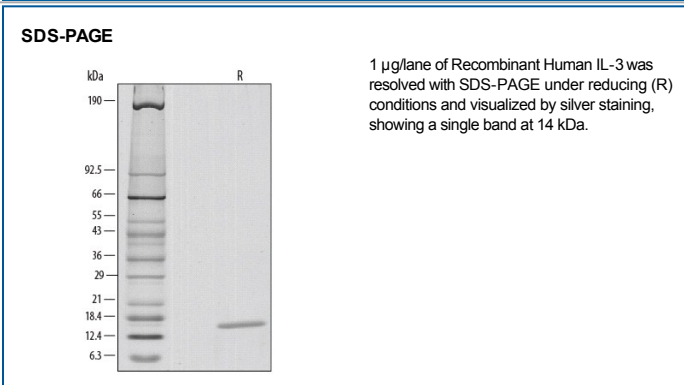 SDS-PAGE
kDa
R
190
92.5
66
55
43
36
29
21
18.4
12.4
6.3
1 µg/lane of Recombinant Human IL-3 was
resolved with SDS-PAGE under reducing (R)
conditions and visualized by silver staining,
showing a single band at 14 kDa.